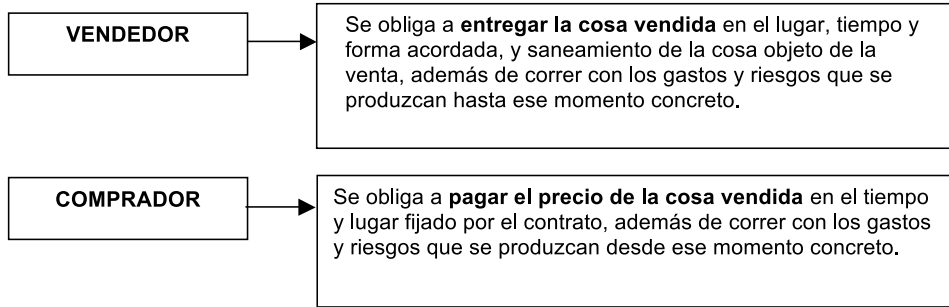 VENDEDOR
Se obliga a entregar la cosa vendida en el lugar, tiempo y
forma acordada, y saneamiento de la cosa objeto de la
venta, además de correr con los gastos y riesgos que se
produzcan hasta ese momento concreto.
COMPRADOR
Se obliga a pagar el precio de la cosa vendida en el tiempo
y lugar fijado por el contrato, además de correr con los gastos
y riesgos que se produzcan desde ese momento concreto.